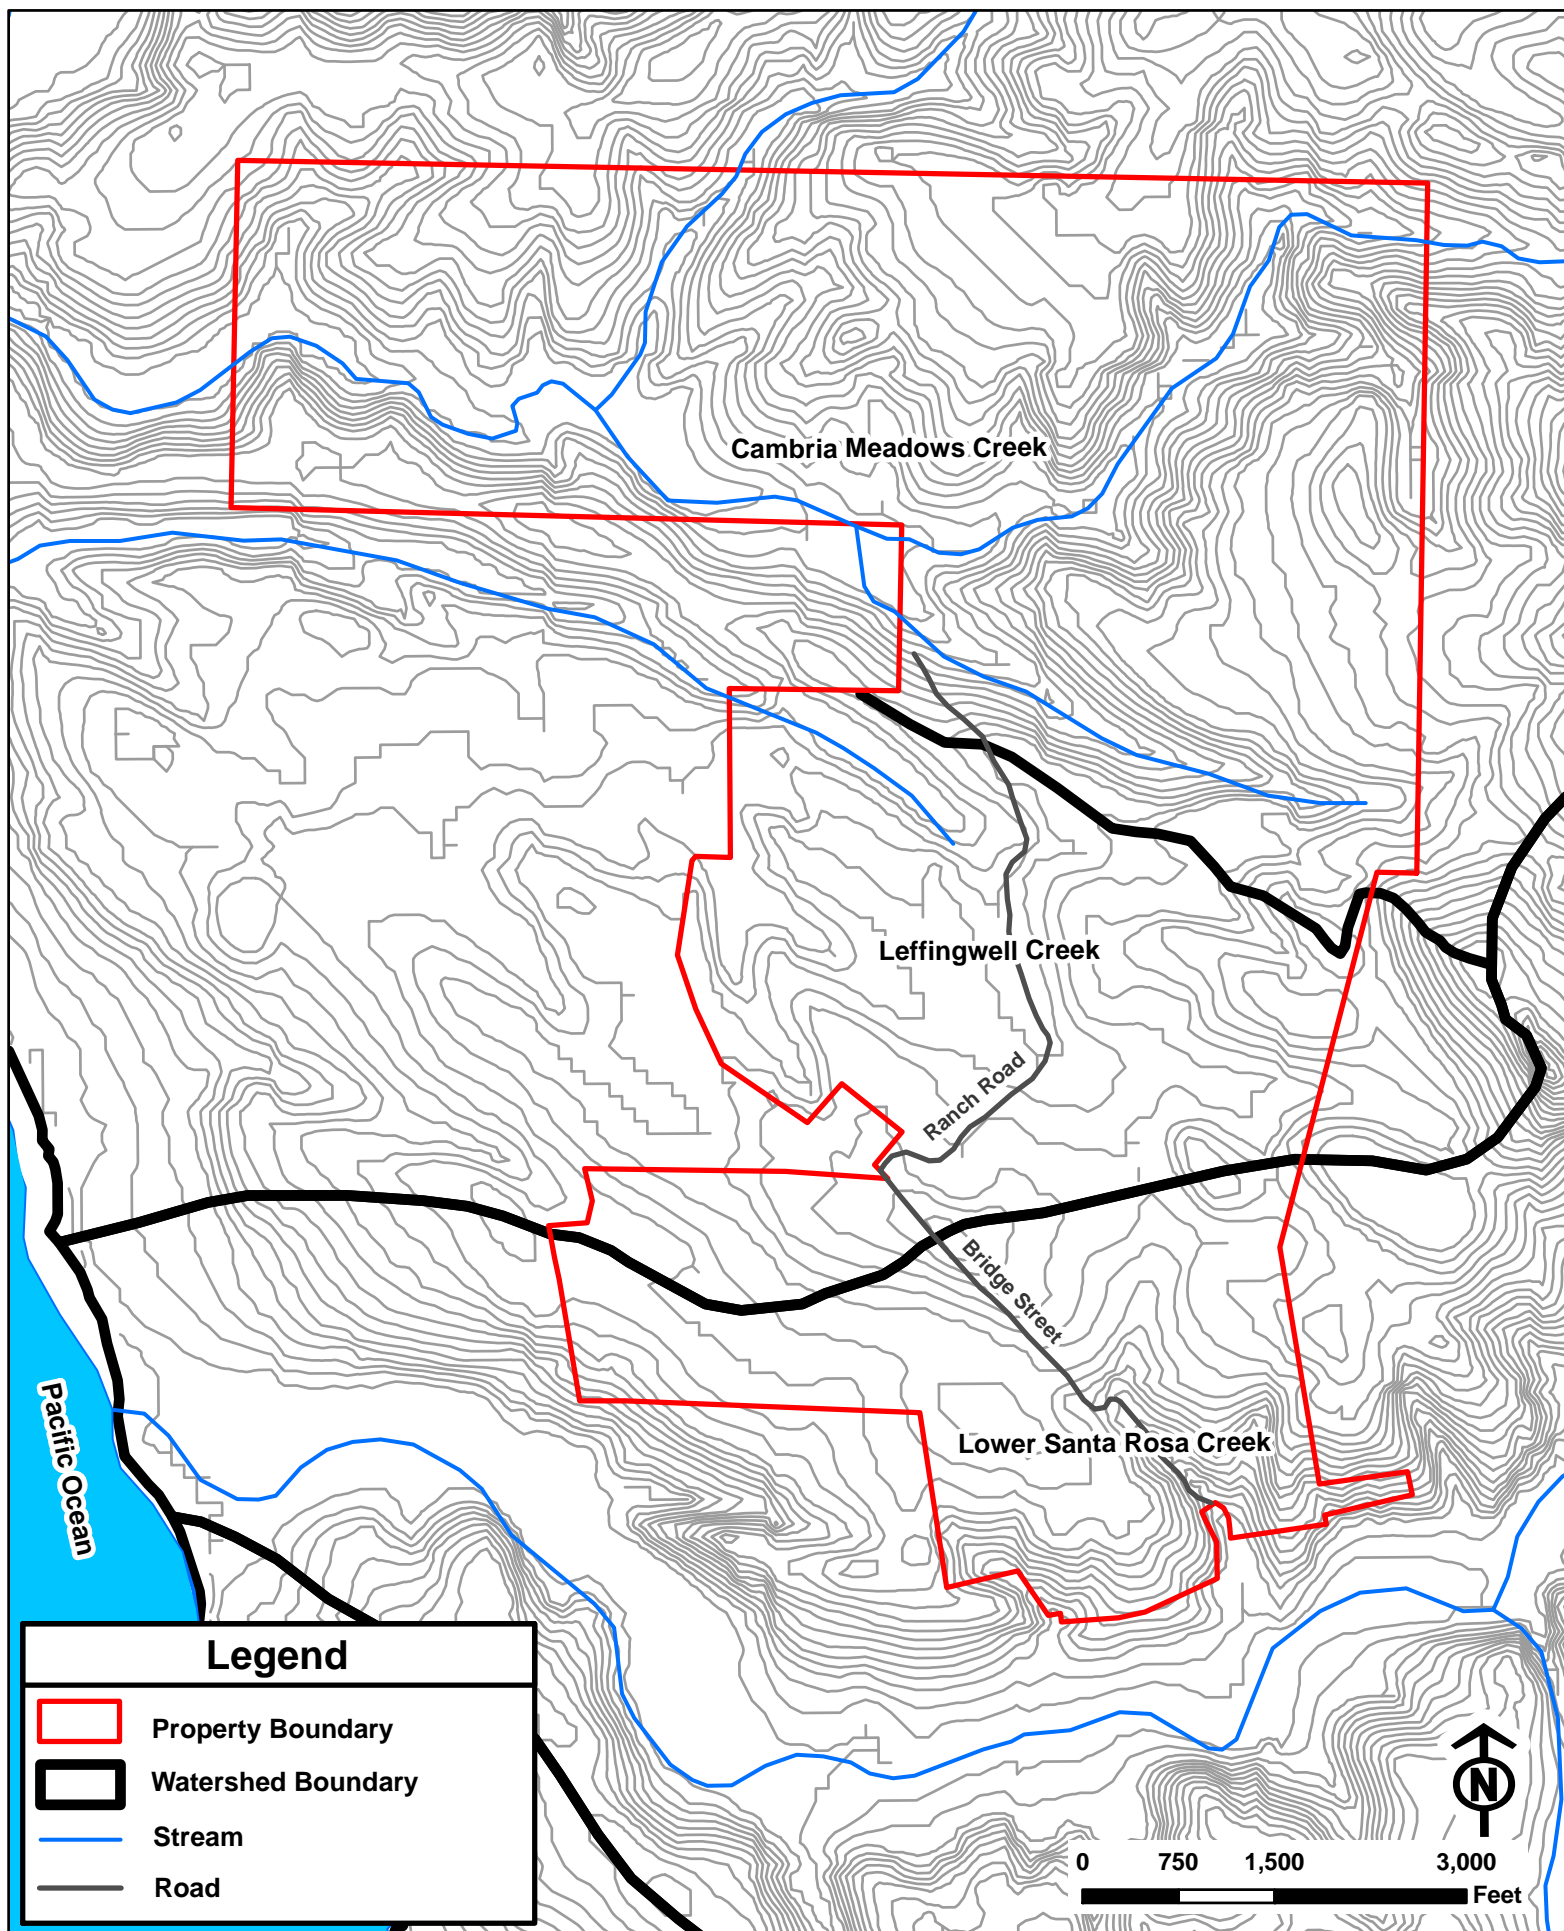 Cambria Meadows Creek
Leffingwell Creek
Ranch Road
Bridge Street
Lower Santa Rosa Creek
Pacific Ocean
Legend
Property Boundary
Watershed Boundary
Stream
Road
N
0 750 1,500 3,000
Feet